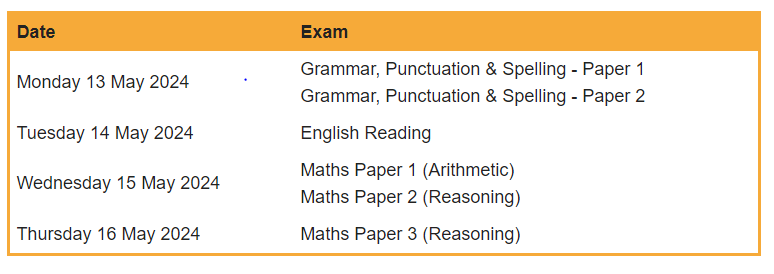 Date Exam
Monday 13 May 2024
Grammar, Punctuation & Spelling - Paper 1
Grammar, Punctuation & Spelling - Paper 2
Tuesday 14 May 2024 English Reading
Wednesday 15 May 2024
Maths Paper 1 (Arithmetic)
Maths Paper 2 (Reasoning)
Thursday 16 May 2024 Maths Paper 3 (Reasoning)